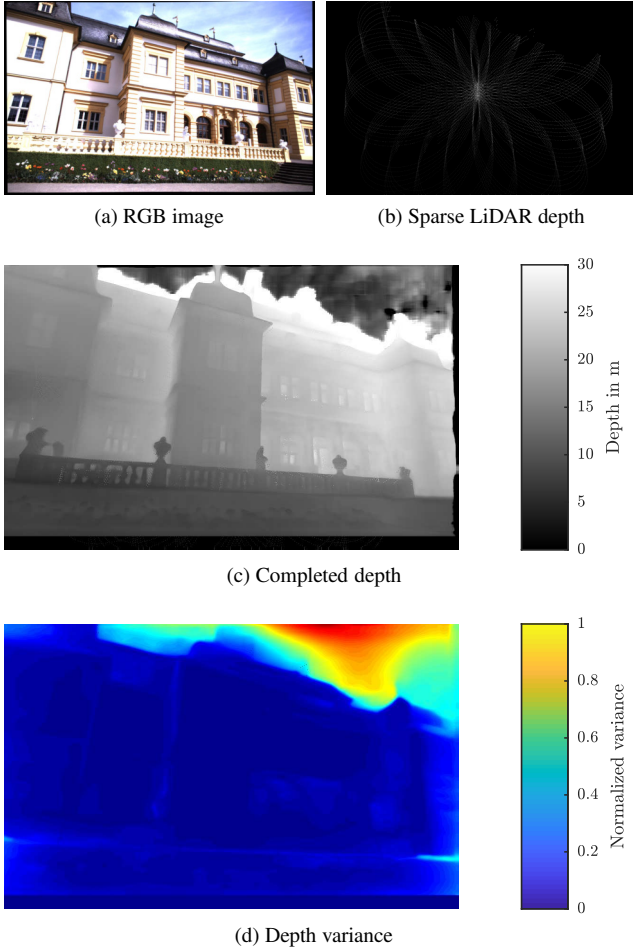 (a) RGB image
(b) Sparse LiDAR depth
30
25
20
15
10
5
0
Depth in m
(c) Completed depth
1
0.8
0.6
0.4
0.2
0
Normalized variance
(d) Depth variance